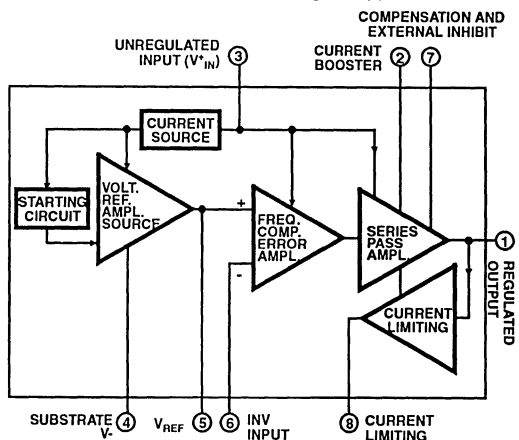 COMPENSATION AND
EXTERNAL INHIBIT
UNREGULATED
INPUT (V+IN) 3
CURRENT
BOOSTER 2 7
CURRENT
SOURCE
STARTING
CIRCUIT
VOLT.
REF.
AMPL.
SOURCE
+
-
FREQ.
COMP.
ERROR
AMPL.
SERIES
PASS
AMPL.
1
REGULATED
OUTPUT
CURRENT
LIMITING
SUBSTRATE
V- 4
VREF 5
6 INV
INPUT
8 CURRENT
LIMITING